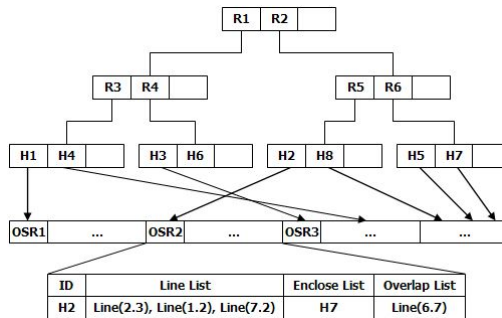 R1 R2
R3 R4
R5 R6
H1 H4
H3 H6
H2 H8
H5 H7
OSR1 ... OSR2 ... OSR3 ... ...
ID Line List Enclose List Overlap List
H2 Line(2.3), Line(1.2), Line(7.2) H7 Line(6.7)